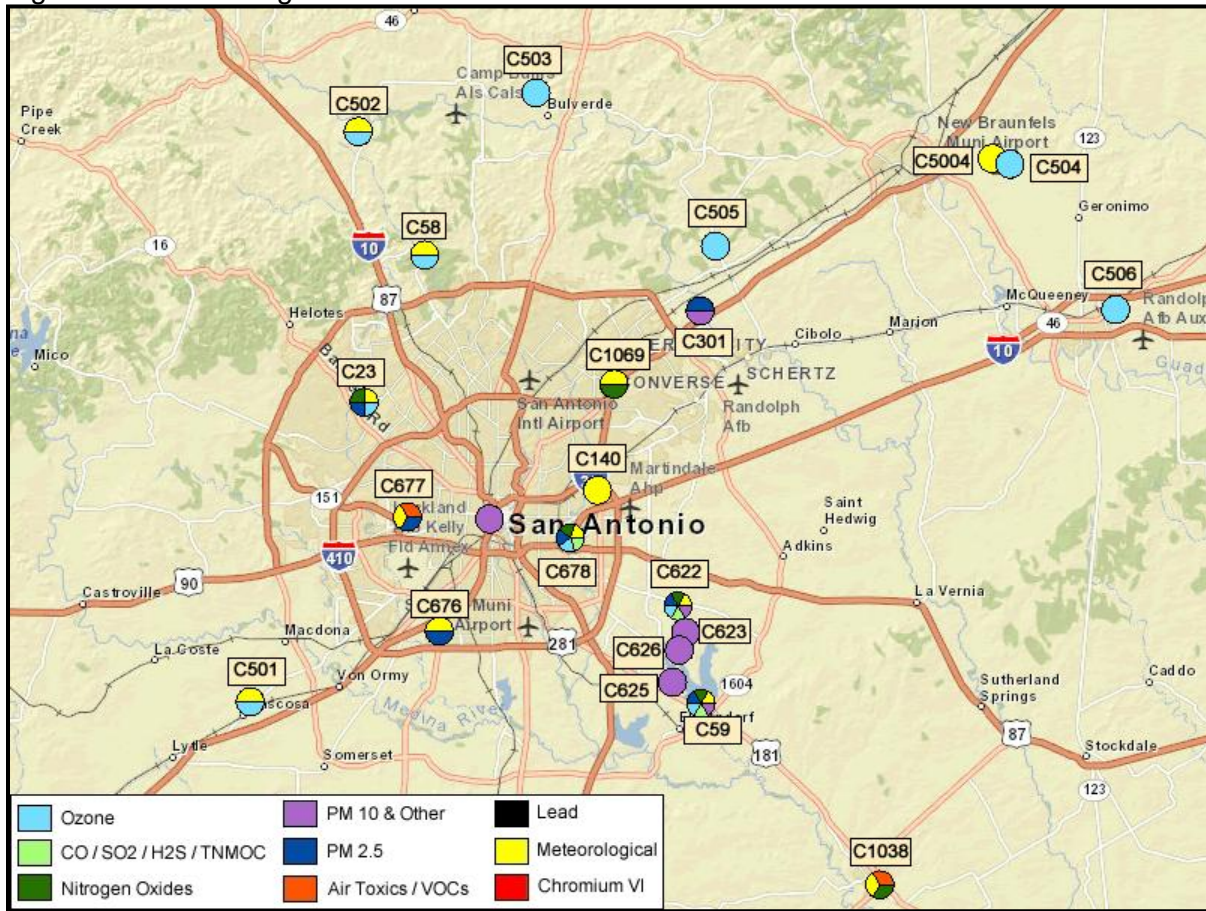 46
C503
Camp Bullis
Als Cals
Bulverde
C502
Pipe
Creek
New Braunfels
Muni Airport
123
C5004
C504
C505
Geronimo
C58
16
10
C506
87
McQueeney
Randolph
Afb Aux
46
Helotes
Marion
Cibolo
10
C301
Mico
C1069
C23
CONVERSE
SCHERTZ
Rd
San Antonio
Intl Airport
Randolph
Afb
C140
Martindale
Ahp
C677
151
Saint
Hedwig
San Antonio
Fld Annex
410
C678
C622
Adkins
90
Castroville
La Vernia
C676
Muni
Airport
C623
Macdona
281
C626
La Coste
Caddo
C625
1604
Sutherland
Springs
Von Ormy
C501
Medina River
C59
87
Lytle
Somerset
181
Stockdale
123
Ozone
PM 10 & Other
Lead
CO / SO2 / H2S / TNMOC
PM 2.5
Meteorological
Nitrogen Oxides
Air Toxics / VOCs
Chromium VI
C1038